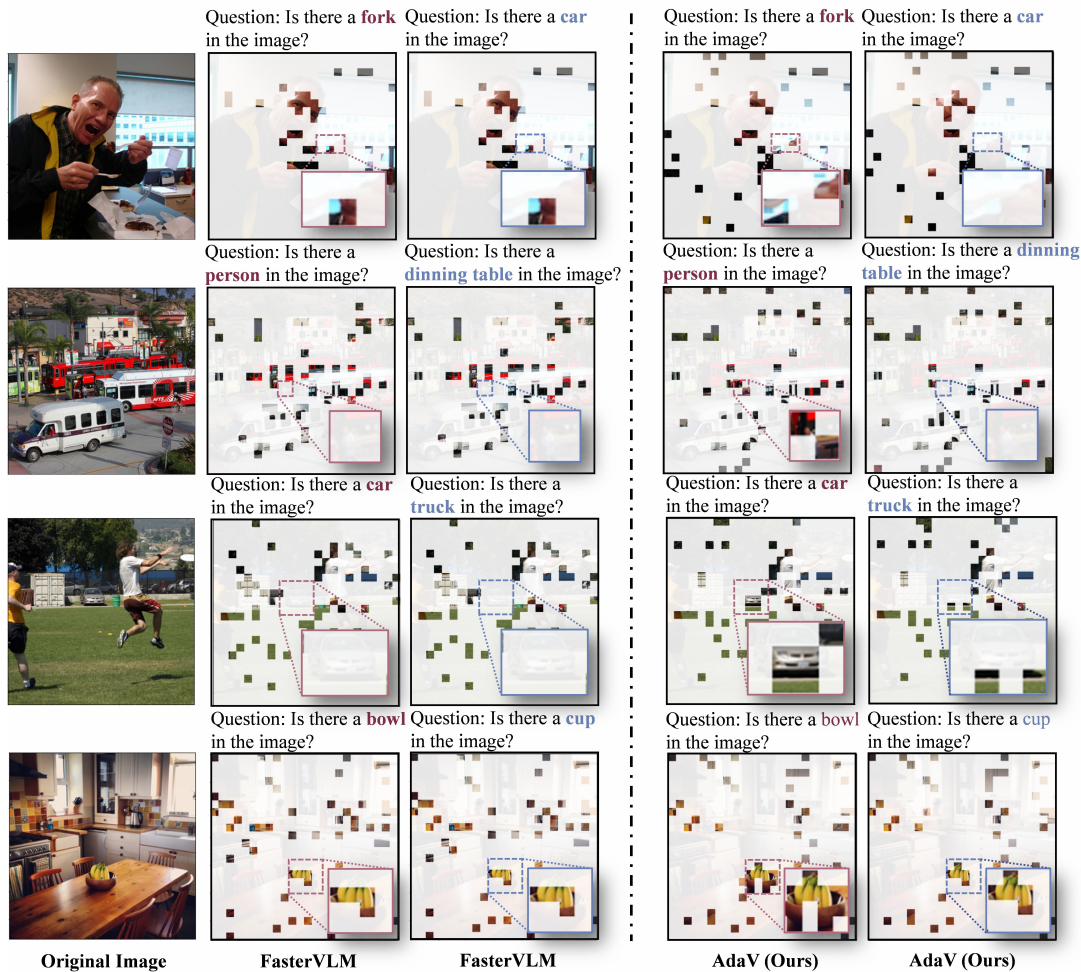 Question: Is there a fork
in the image?
Question: Is there a car
in the image?
Question: Is there a fork
in the image?
Question: Is there a car
in the image?
Question: Is there a
person in the image?
Question: Is there a
dinning table in the image?
Question: Is there a
person in the image?
Question: Is there a dinning
table in the image?
Question: Is there a car
in the image?
Question: Is there a
truck in the image?
Question: Is there a car
in the image?
Question: Is there a
truck in the image?
Question: Is there a bowl
in the image?
Question: Is there a cup
in the image?
Question: Is there a bowl
in the image?
Question: Is there a cup
in the image?
Original Image
FasterVLM
FasterVLM
AdaV (Ours)
AdaV (Ours)